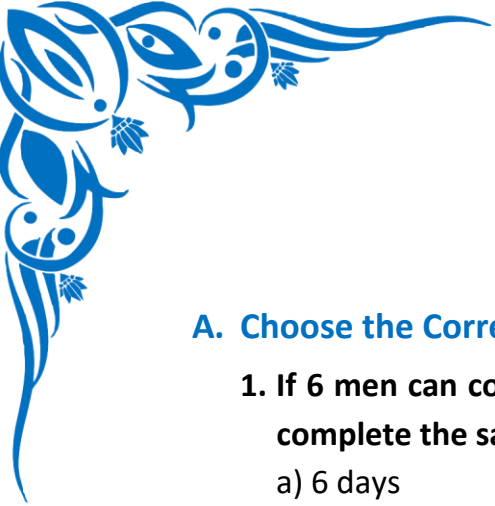 A. Choose the Corre
1. If 6 men can co
complete the sa
a) 6 days